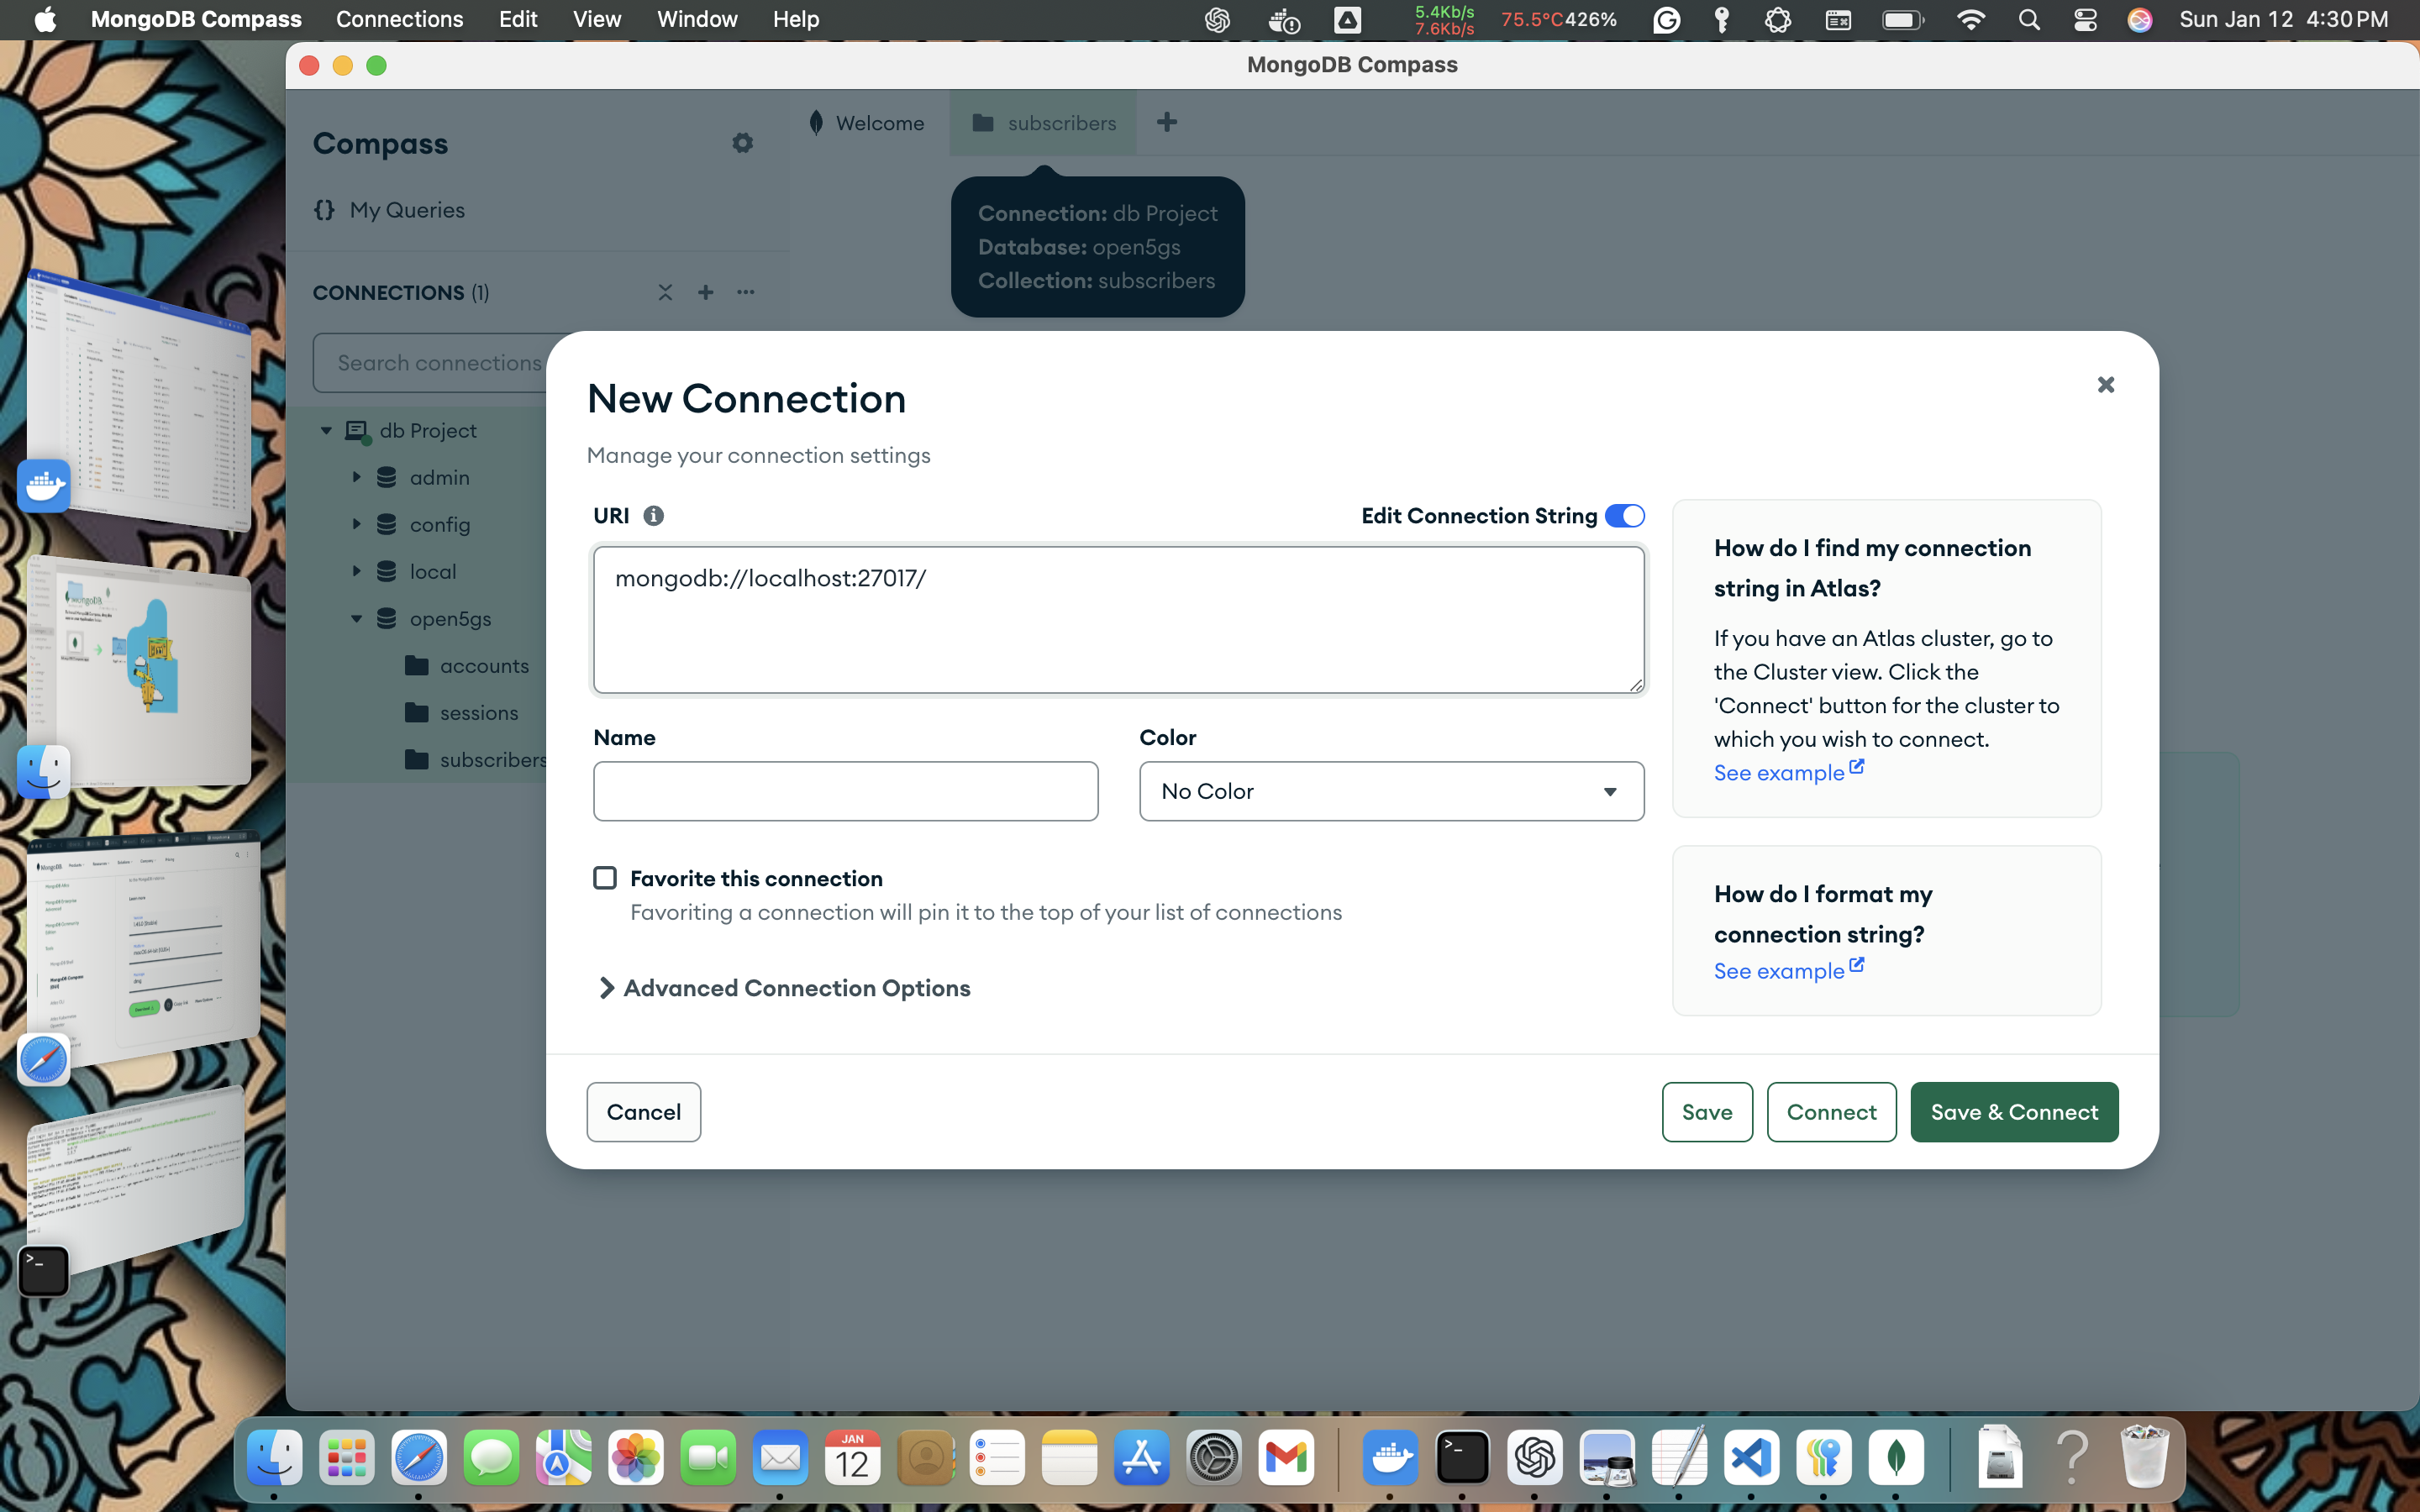 MongoDB Compass Connections Edit View Window Help
5.4Kb/s
7.6Kb/s
75.5°C 426%
Sun Jan 12 4:30 PM
MongoDB Compass
Compass
My Queries
CONNECTIONS (1)
Search connections
db Project
admin
config
local
open5gs
accounts
sessions
subscribers
Welcome
subscribers
Connection: db Project
Database: open5gs
Collection: subscribers
New Connection
Manage your connection settings
URI
Edit Connection String
mongodb://localhost:27017/
Name
Color
No Color
Favorite this connection
Favoriting a connection will pin it to the top of your list of connections
Advanced Connection Options
How do I find my connection
string in Atlas?
If you have an Atlas cluster, go to
the Cluster view. Click the
'Connect' button for the cluster to
which you wish to connect.
See example
How do I format my
connection string?
See example
Cancel
Save
Connect
Save & Connect
MongoDB
JAN
12